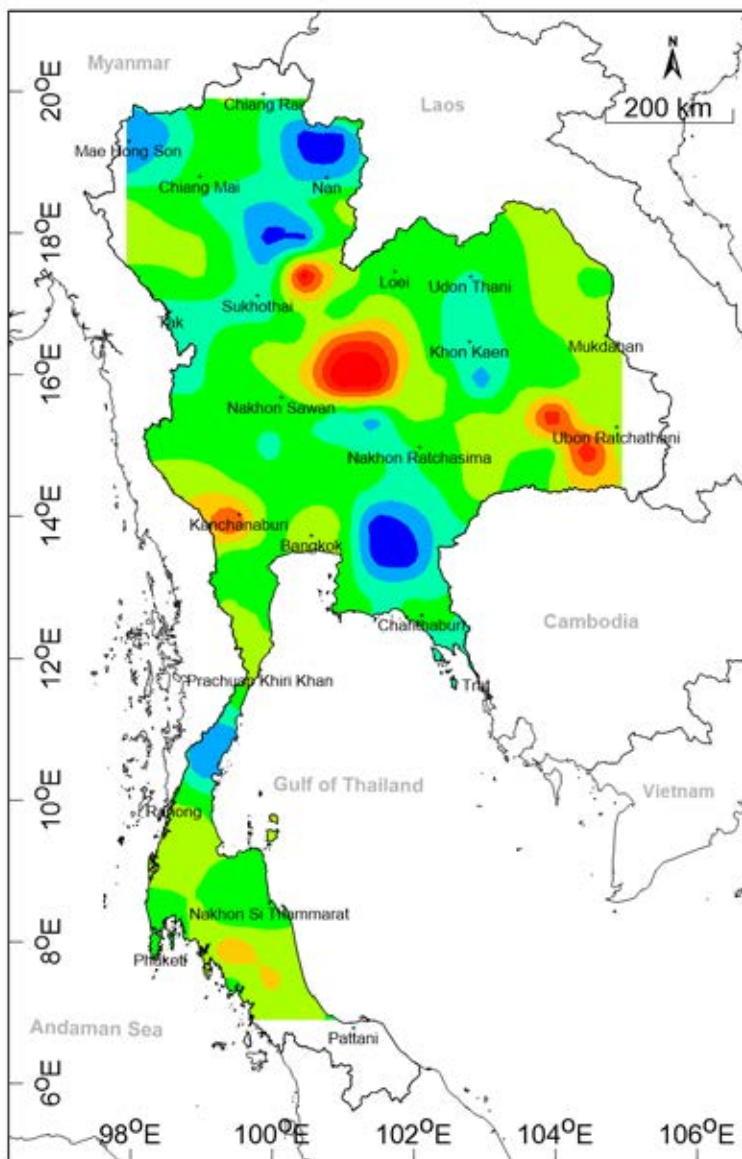 Myanmar
N
20°E
Chiang Rai
Laos
200 km
Mae Hong Son
Chiang Mai
Nan
18°E
Loei
Udon Thani
Sukhothai
Tak
Khon Kaen
Mukdahan
16°E
Nakhon Sawan
Ubon Ratchathani
Nakhon Ratchasima
14°E
Kanchanaburi
Bangkok
Chanthaburi
Cambodia
12°E
Prachuap Khiri Khan
Trat
Gulf of Thailand
Vietnam
10°E
Ranong
Nakhon Si Thammarat
8°E
Phuket
Andaman Sea
Pattani
6°E
98°E
100°E
102°E
104°E
106°E